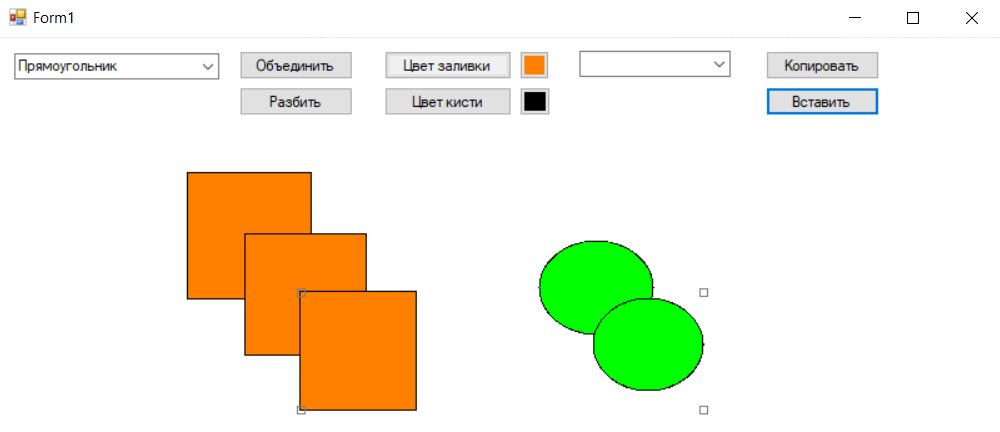 Form1
Прямоугольник
Объединить
Цвет заливки
Копировать
Разбить
Цвет кисти
Вставить